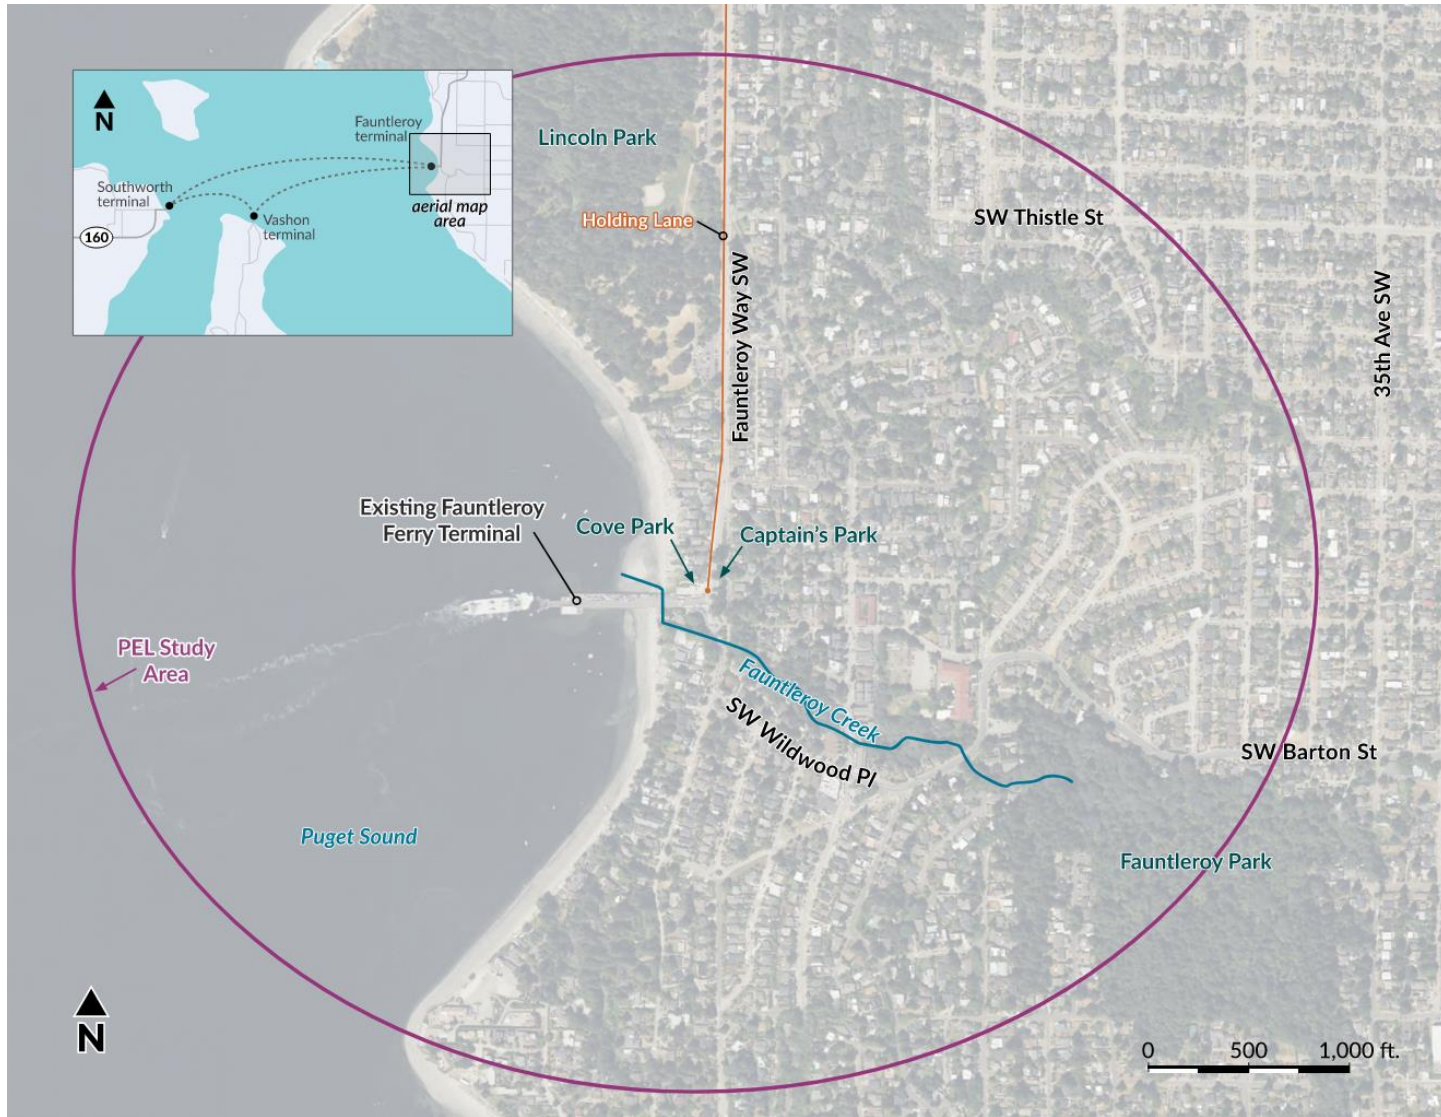 N
Fauntleroy
terminal
Southworth
terminal
160
Vashon
terminal
aerial map
area
Lincoln Park
Holding Lane
Fauntleroy Way SW
SW Thistle St
35th Ave SW
Existing Fauntleroy
Ferry Terminal
Cove Park
Captain's Park
PEL Study
Area
Fauntleroy Creek
SW Wildwood Pl
SW Barton St
Puget Sound
Fauntleroy Park
N
0 500 1,000 ft.